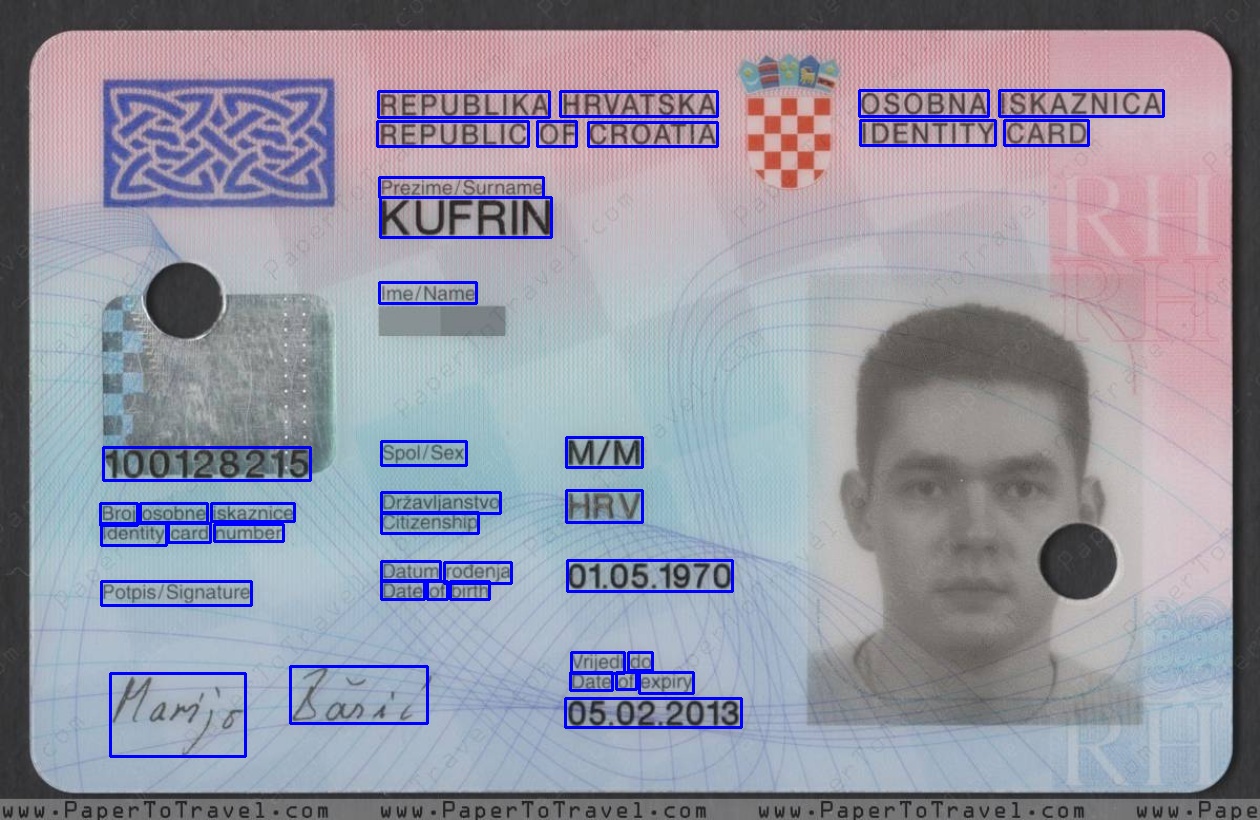 REPUBLIKA HRVATSKA
REPUBLIC OF CROATIA
OSOBNA ISKAZNICA
IDENTITY CARD
Prezime/Surname
KUFRIN
Ime/Name
100128215
Broj osobne iskaznice
Identity card number
Spol/Sex
M/M
Državljanstvo
Citizenship
HRV
Datum rođenja
Date of birth
01.05.1970
Potpis/Signature
Marijo Bašić
Vrijedi do
Date of expiry
05.02.2013
RH
RH
RH
www.PaperToTravel.com www.PaperToTravel.com www.PaperToTravel.com www.Pape